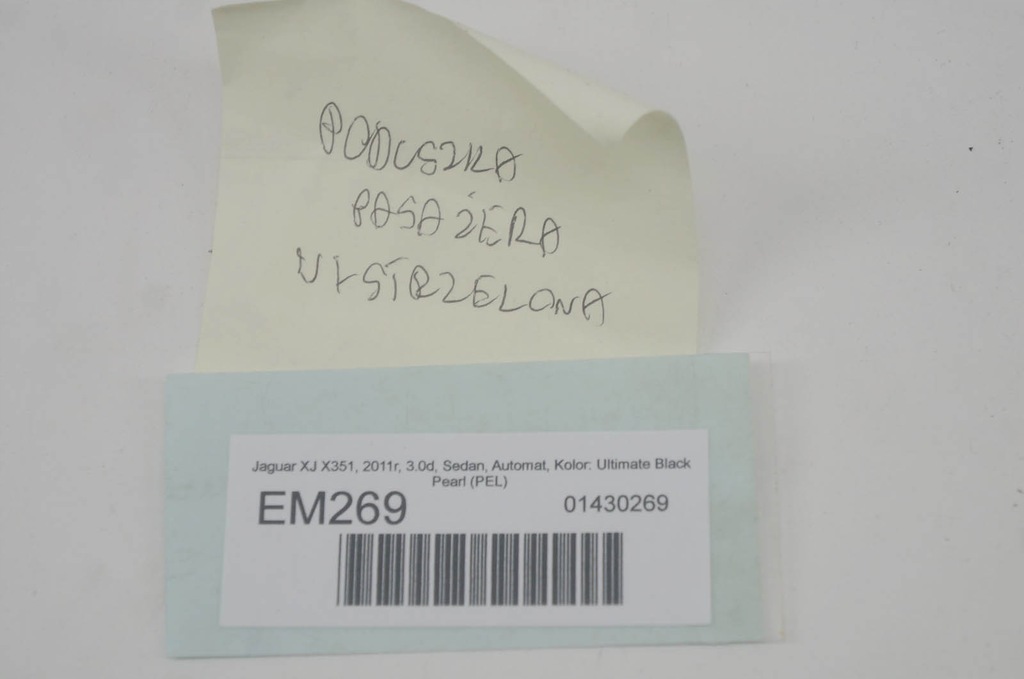 PODUSZKA
PASAŻERA
WYSTRZELONA
Jaguar XJ X351, 2011r, 3.0d, Sedan, Automat, Kolor: Ultimate Black
Pearl (PEL)
EM269 01430269